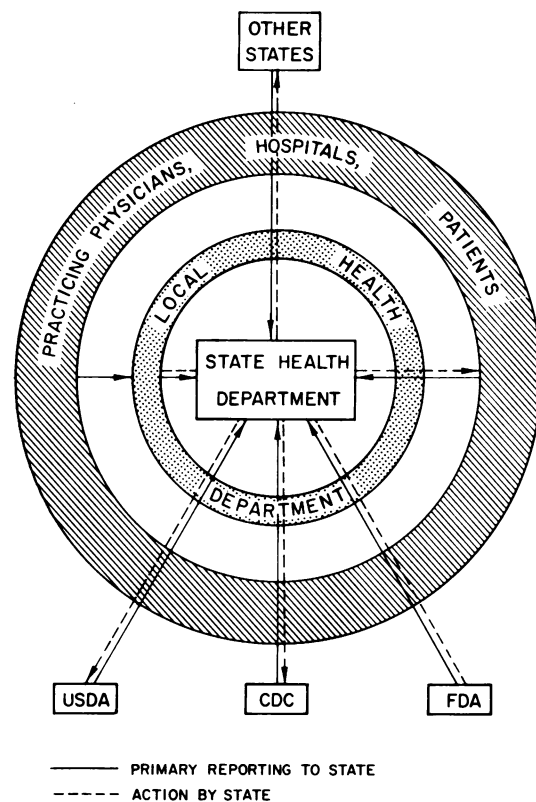 OTHER
STATES
PRACTICING PHYSICIANS, HOSPITALS, PATIENTS
LOCAL HEALTH DEPARTMENT
STATE HEALTH
DEPARTMENT
USDA
CDC
FDA
PRIMARY REPORTING TO STATE
ACTION BY STATE